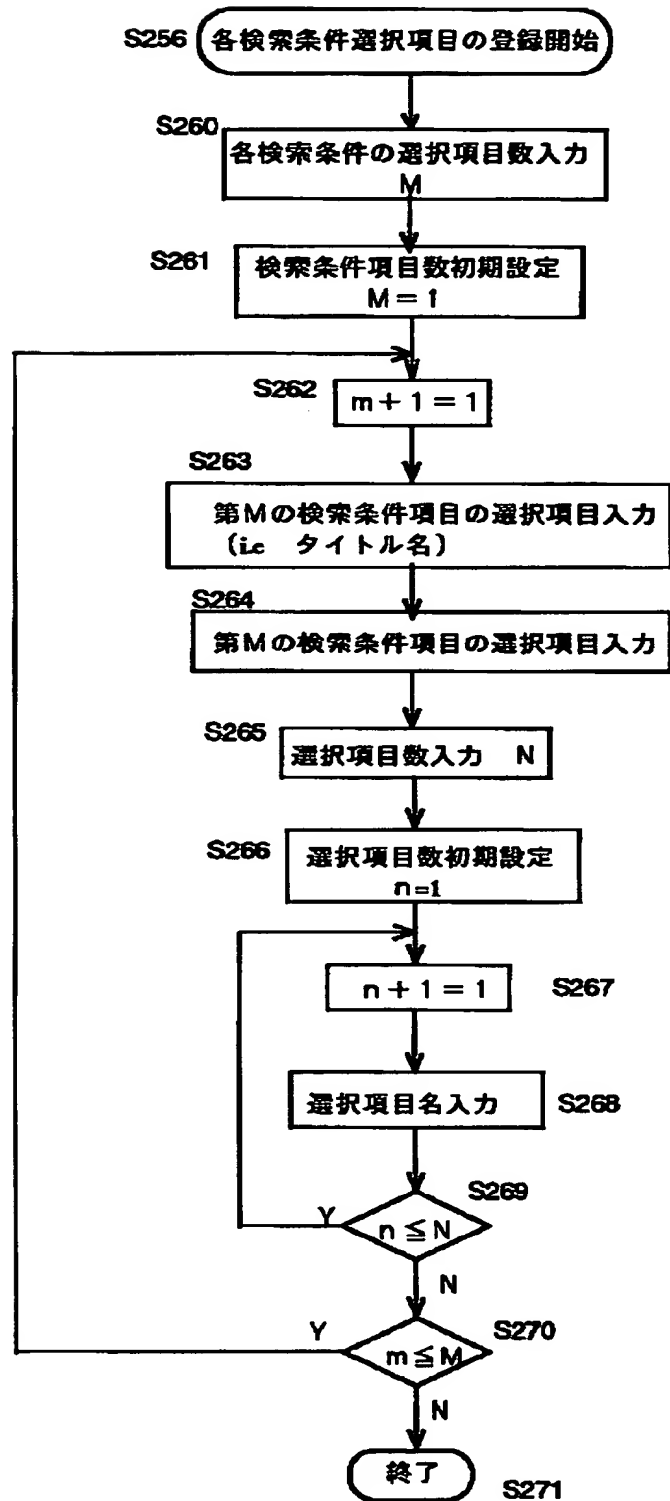 S256 各検索条件選択項目の登録開始
S260
各検索条件の選択項目数入力
M
S261
検索条件項目数初期設定
M = 1
S262
m + 1 = 1
S263
第Mの検索条件項目の選択項目入力
(i.e タイトル名)
S264
第Mの検索条件項目の選択項目入力
S265
選択項目数入力 N
S266
選択項目数初期設定
n=1
n + 1 = 1 S267
選択項目名入力 S268
S269
Y
n ≦ N
N
S270
Y
m ≦ M
N
終了
S271